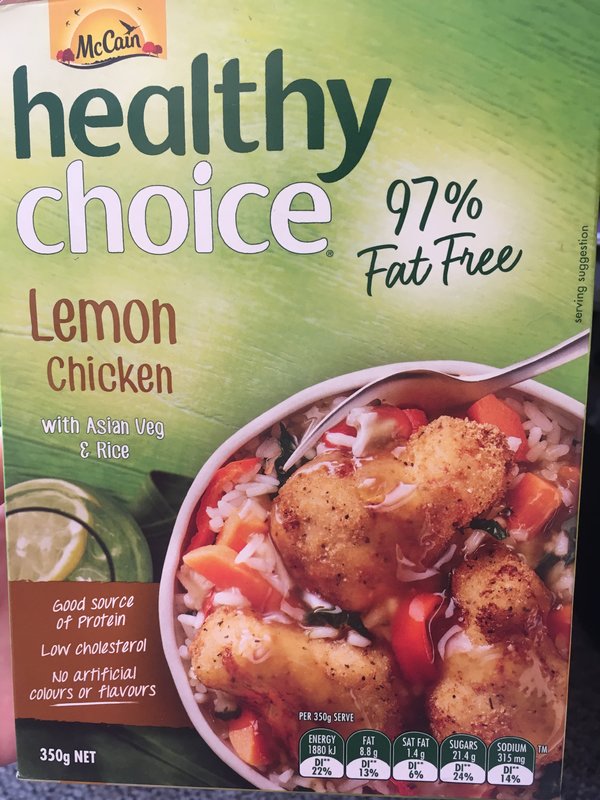 McCain
healthy
choice®
97%
Fat Free
serving suggestion
Lemon
Chicken
with Asian Veg
& Rice
Good source
of Protein
Low cholesterol
No artificial
colours or flavours
350g NET
PER 350g SERVE
ENERGY
1880 kJ
DI**
22%
FAT
8.8 g
DI**
13%
SAT FAT
1.4 g
DI**
6%
SUGARS
21.4 g
DI**
24%
SODIUM
315 mg
DI**
14%
TM